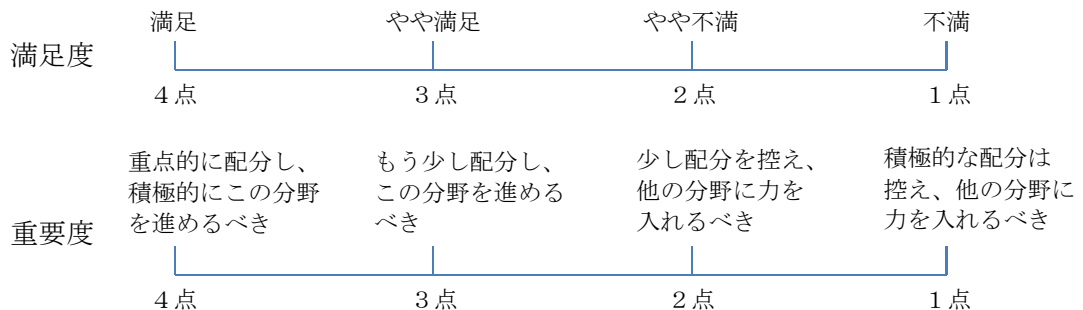 満足 やや満足 やや不満 不満
満足度
４点 ３点 ２点 １点
重点的に配分し、
積極的にこの分野
を進めるべき
もう少し配分し、
この分野を進める
べき
少し配分を控え、
他の分野に力を
入れるべき
積極的な配分は
控え、他の分野に
力を入れるべき
重要度
４点 ３点 ２点 １点